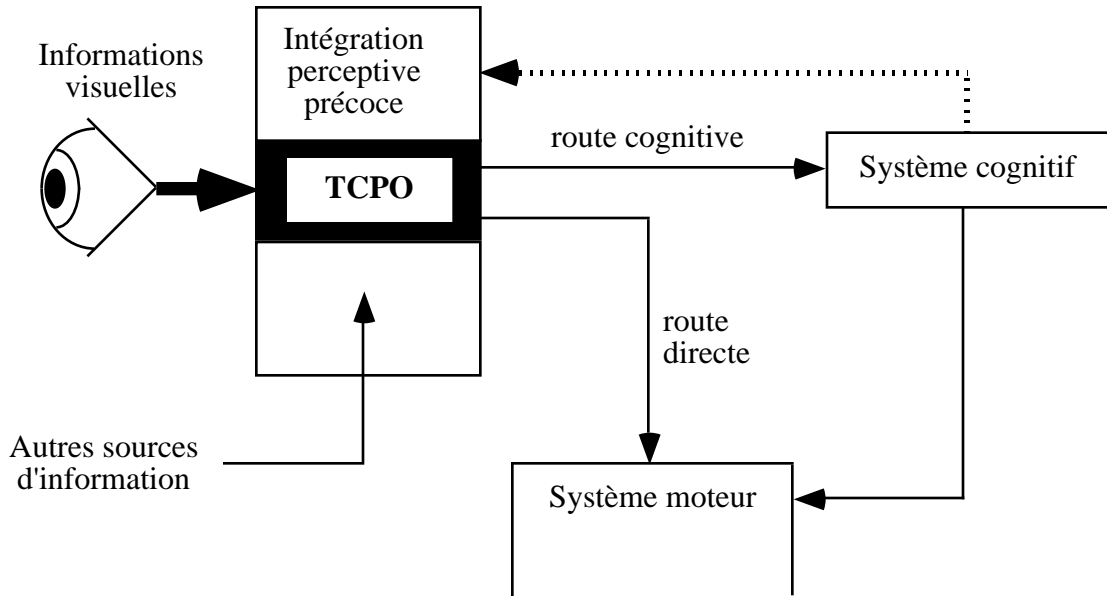 Informations
visuelles
Intégration
perceptive
précoce
TCPO
route cognitive
Système cognitif
route
directe
Autres sources
d'information
Système moteur